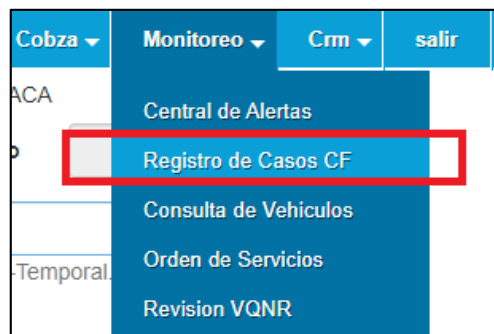 Cobza Monitoreo Crm salir
ACA
Central de Alertas
o
Registro de Casos CF
Consulta de Vehiculos
-Temporal.
Orden de Servicios
Revision VQNR